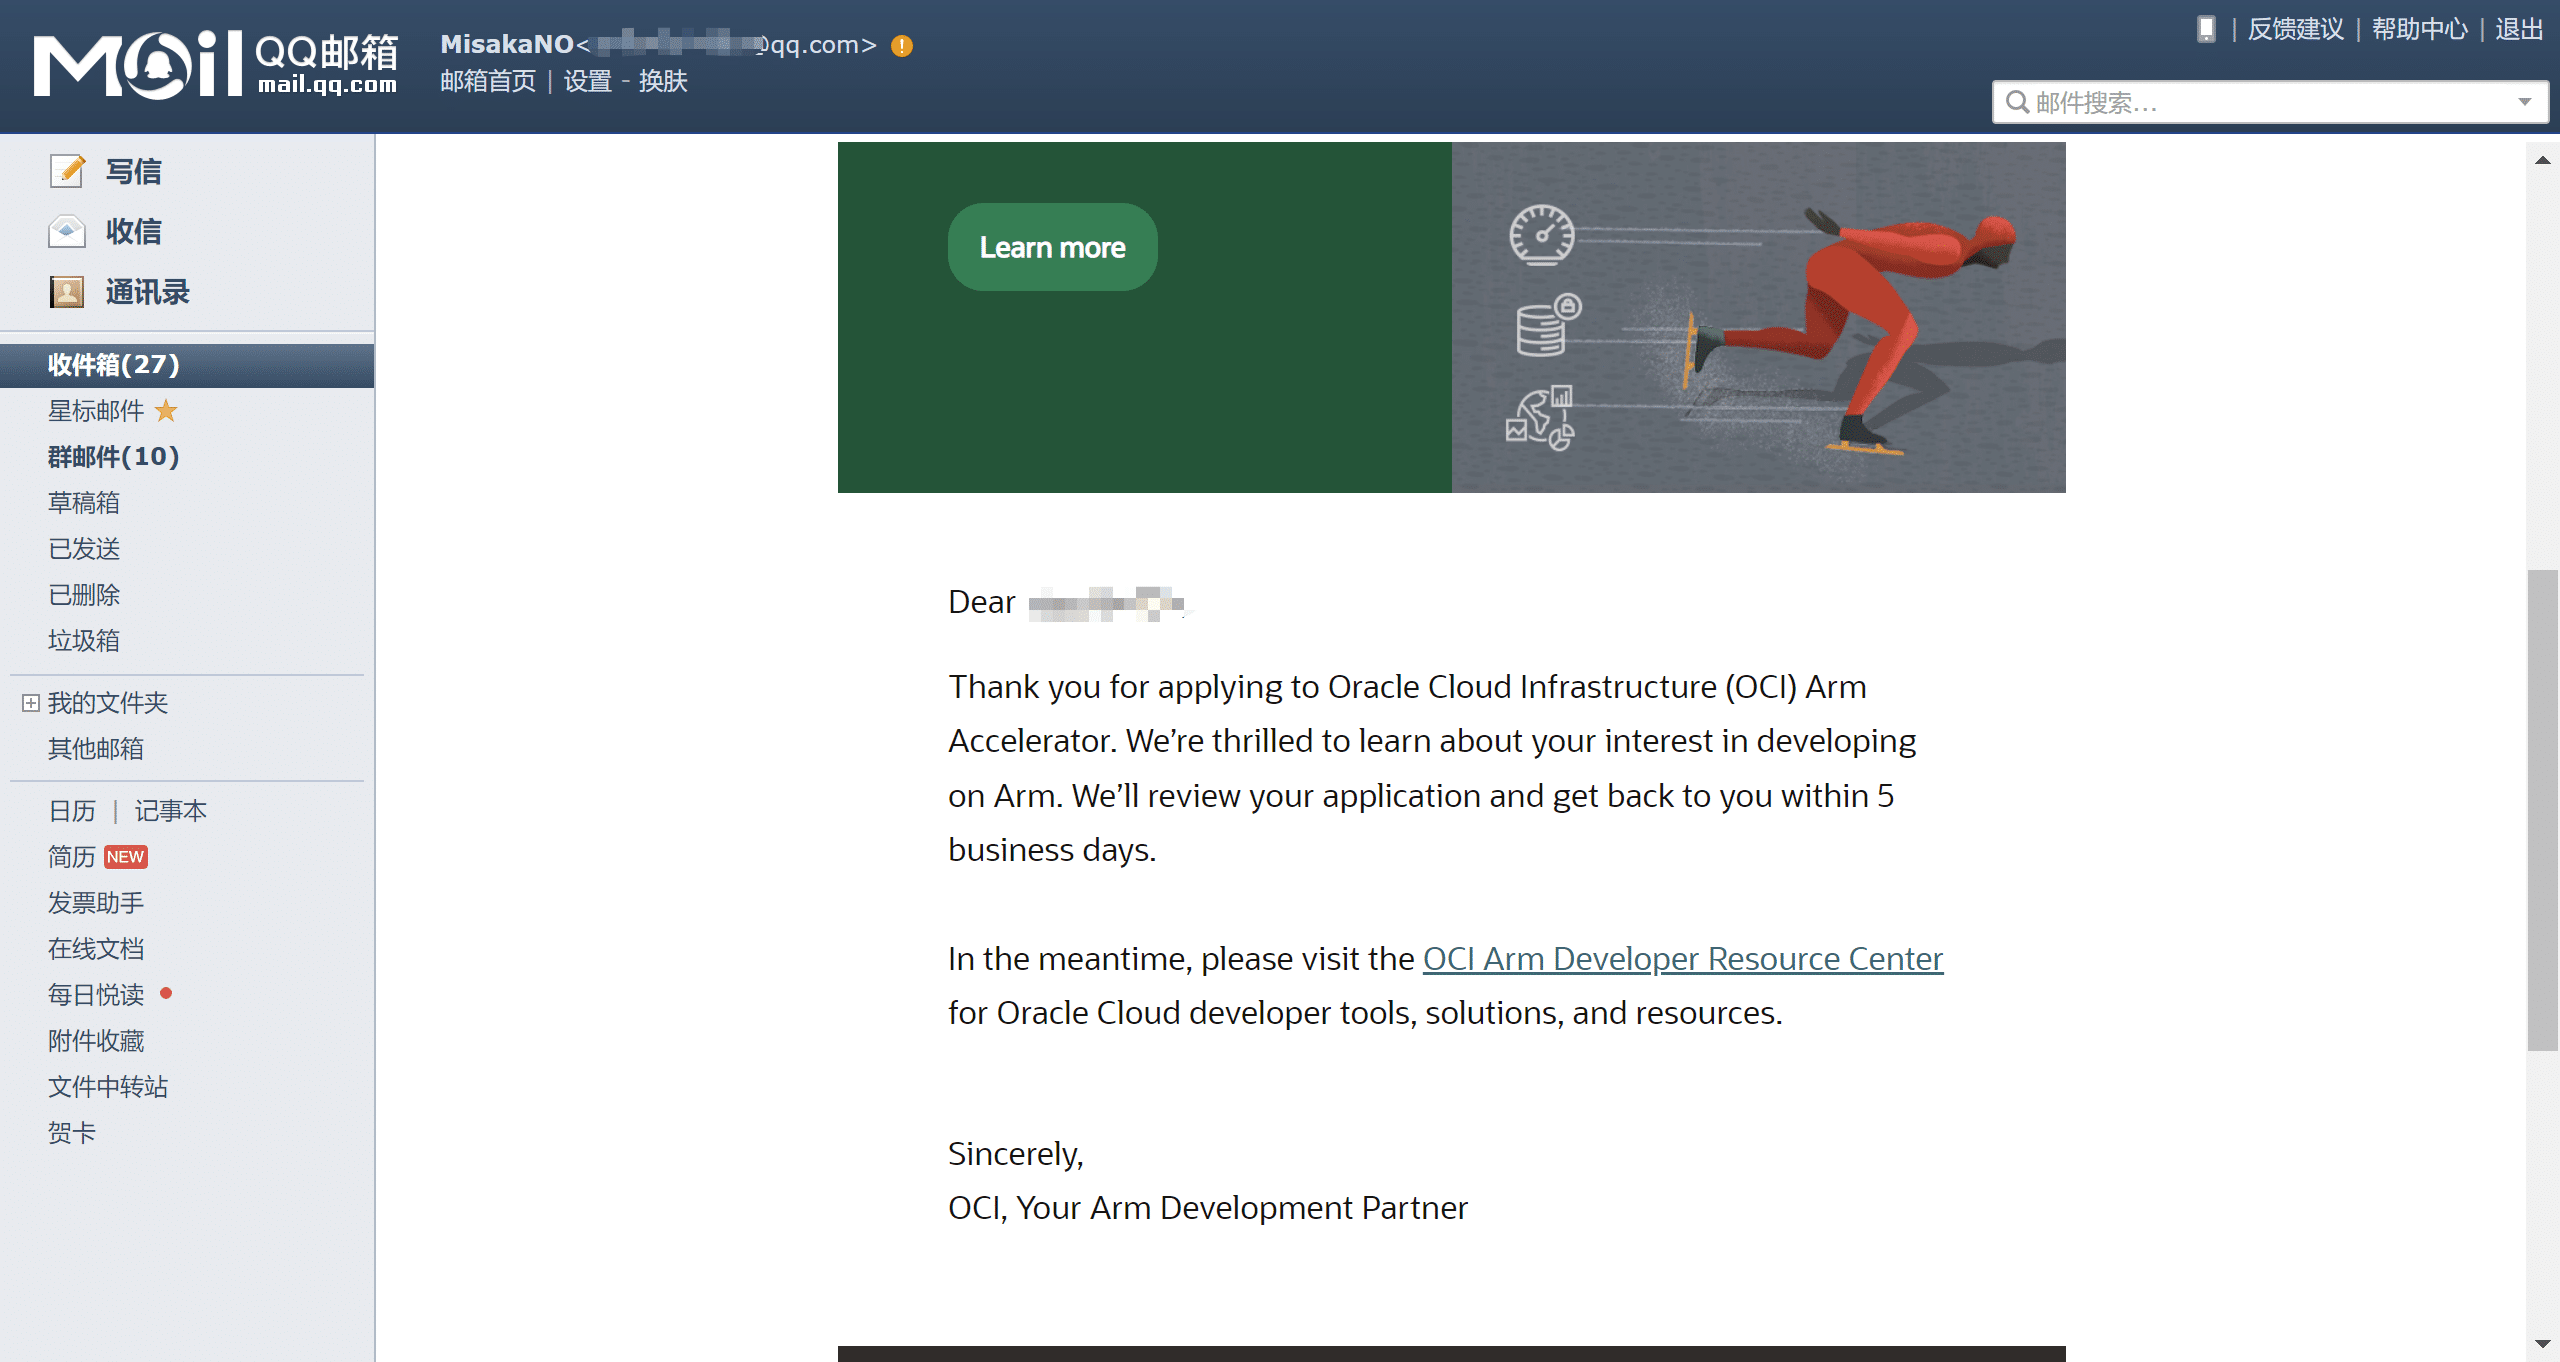 Mail QQ邮箱
mail.qq.com
MisakaNO< @qq.com>
邮箱首页 | 设置 - 换肤
| 反馈建议 | 帮助中心 | 退出
邮件搜索...
写信
收信
通讯录
收件箱(27)
星标邮件
群邮件(10)
草稿箱
已发送
已删除
垃圾箱
我的文件夹
其他邮箱
日历 | 记事本
简历 NEW
发票助手
在线文档
每日悦读
附件收藏
文件中转站
贺卡
Learn more
Dear
Thank you for applying to Oracle Cloud Infrastructure (OCI) Arm
Accelerator. We’re thrilled to learn about your interest in developing
on Arm. We’ll review your application and get back to you within 5
business days.
In the meantime, please visit the OCI Arm Developer Resource Center
for Oracle Cloud developer tools, solutions, and resources.
Sincerely,
OCI, Your Arm Development Partner